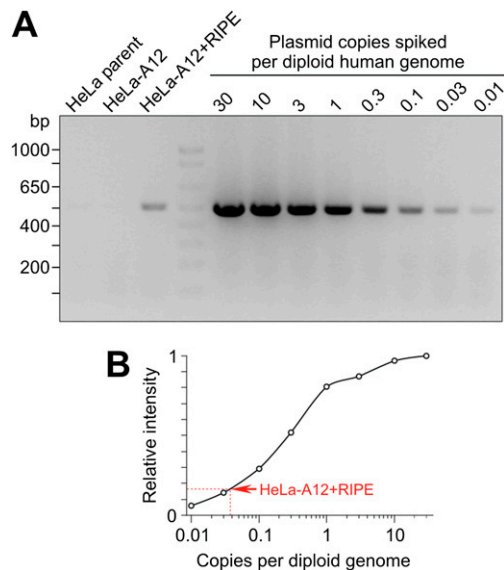 A
HeLa parent
HeLa-A12
HeLa-A12+RIPE
Plasmid copies spiked
per diploid human genome
30 10 3 1 0.3 0.1 0.03 0.01
bp
1000
650
400
200
B
1
Relative intensity
HeLa-A12+RIPE
0
0.01 0.1 1 10
Copies per diploid genome